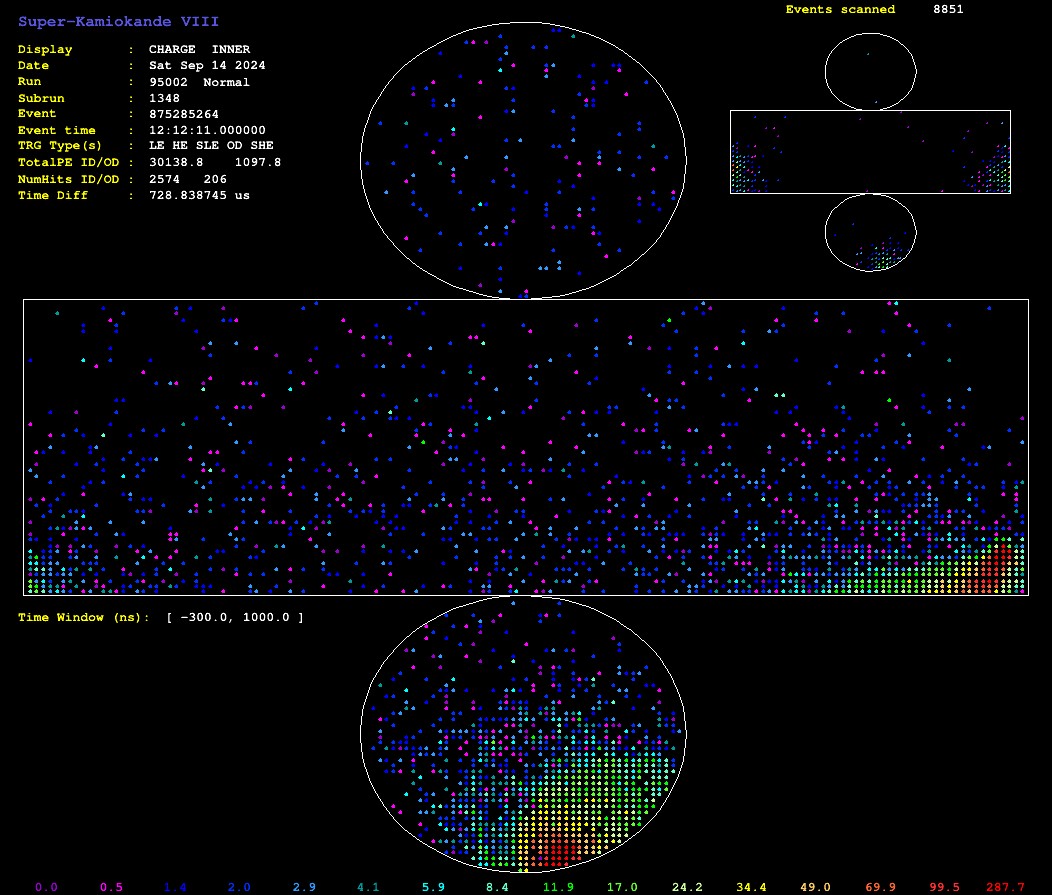 Super-Kamiokande VIII
Events scanned 8851
Display : CHARGE INNER
Date : Sat Sep 14 2024
Run : 95002 Normal
Subrun : 1348
Event : 875285264
Event time : 12:12:11.000000
TRG Type(s) : LE HE SLE OD SHE
TotalPE ID/OD : 30138.8 1097.8
NumHits ID/OD : 2574 206
Time Diff : 728.838745 us
Time Window (ns): [ -300.0, 1000.0 ]
0.0 0.5 1.4 2.0 2.9 4.1 5.9 8.4 11.9 17.0 24.2 34.4 49.0 69.9 99.5 287.7